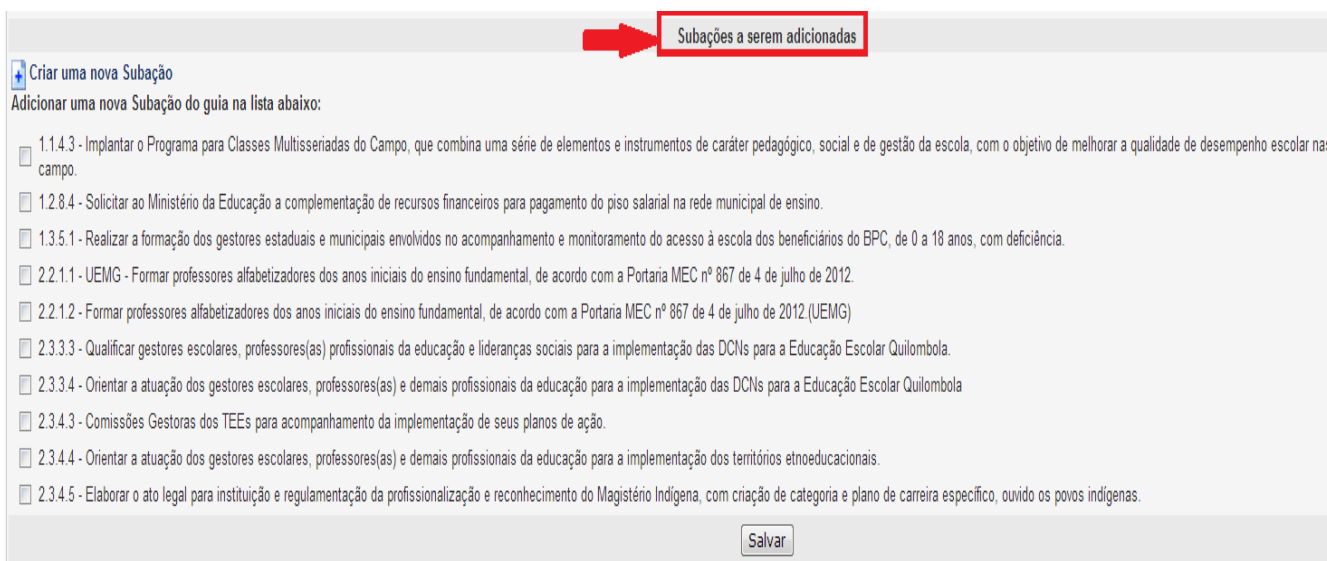 Subações a serem adicionadas
Criar uma nova Subação
Adicionar uma nova Subação do guia na lista abaixo:
1.1.4.3 - Implantar o Programa para Classes Multisseriadas do Campo, que combina uma série de elementos e instrumentos de caráter pedagógico, social e de gestão da escola, com o objetivo de melhorar a qualidade de desempenho escolar nas
campo.
1.2.8.4 - Solicitar ao Ministério da Educação a complementação de recursos financeiros para pagamento do piso salarial na rede municipal de ensino.
1.3.5.1 - Realizar a formação dos gestores estaduais e municipais envolvidos no acompanhamento e monitoramento do acesso à escola dos beneficiários do BPC, de 0 a 18 anos, com deficiência.
2.2.1.1 - UEMG - Formar professores alfabetizadores dos anos iniciais do ensino fundamental, de acordo com a Portaria MEC nº 867 de 4 de julho de 2012.
2.2.1.2 - Formar professores alfabetizadores dos anos iniciais do ensino fundamental, de acordo com a Portaria MEC nº 867 de 4 de julho de 2012.(UEMG)
2.3.3.3 - Qualificar gestores escolares, professores(as) profissionais da educação e lideranças sociais para a implementação das DCNs para a Educação Escolar Quilombola.
2.3.3.4 - Orientar a atuação dos gestores escolares, professores(as) e demais profissionais da educação para a implementação das DCNs para a Educação Escolar Quilombola
2.3.4.3 - Comissões Gestoras dos TEEs para acompanhamento da implementação de seus planos de ação.
2.3.4.4 - Orientar a atuação dos gestores escolares, professores(as) e demais profissionais da educação para a implementação dos territórios etnoeducacionais.
2.3.4.5 - Elaborar o ato legal para instituição e regulamentação da profissionalização e reconhecimento do Magistério Indígena, com criação de categoria e plano de carreira específico, ouvido os povos indígenas.
Salvar